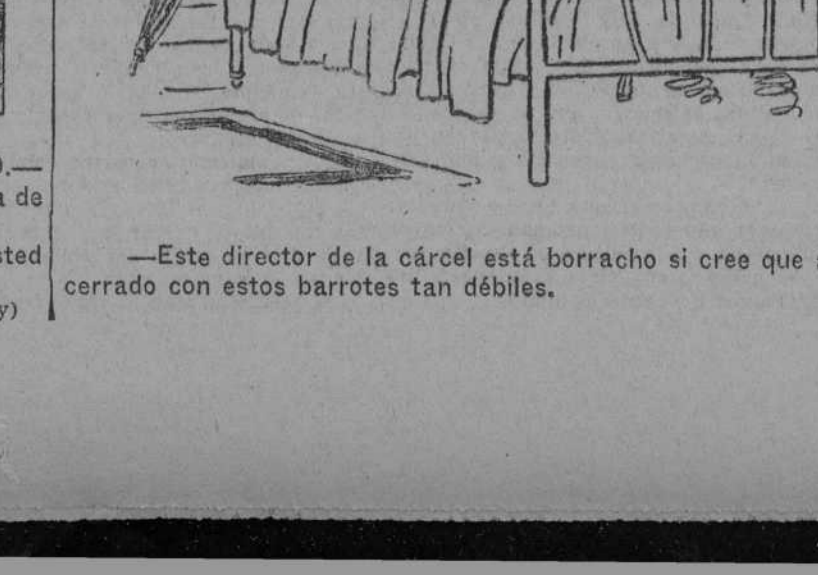 ).—
de
sted
y)
—Este director de la cárcel está borracho si cree que
cerrado con estos barrotes tan débiles.